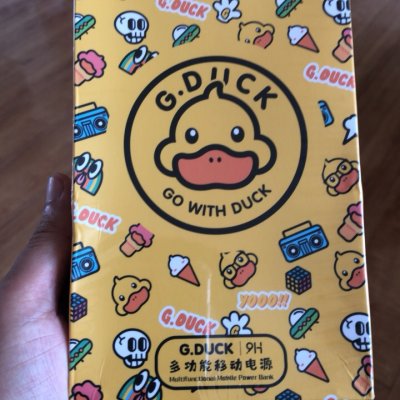 G.DUCK
G.DUCK
G.DUCK
GO WITH DUCK
G.DUCK
YOOO!!
G.DUCK
G.DUCK | 9H
多功能移动电源
Multifunctional Mobile Power Bank